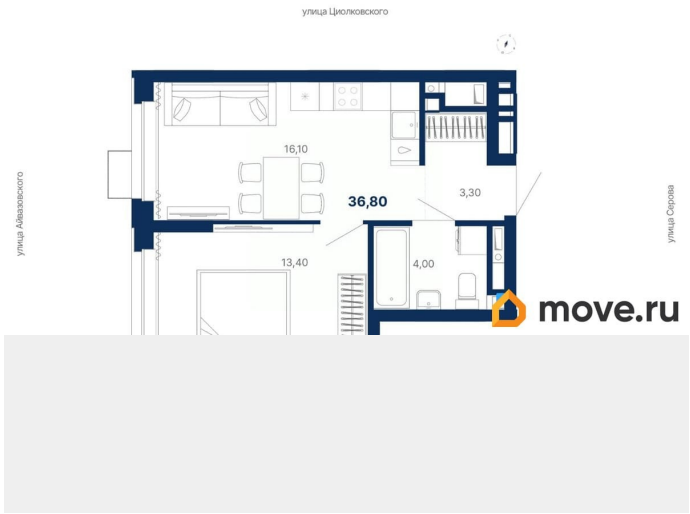 улица Циолковского
улица Айвазовского
улица Серова
16,10
3,30
36,80
13,40
4,00
move.ru